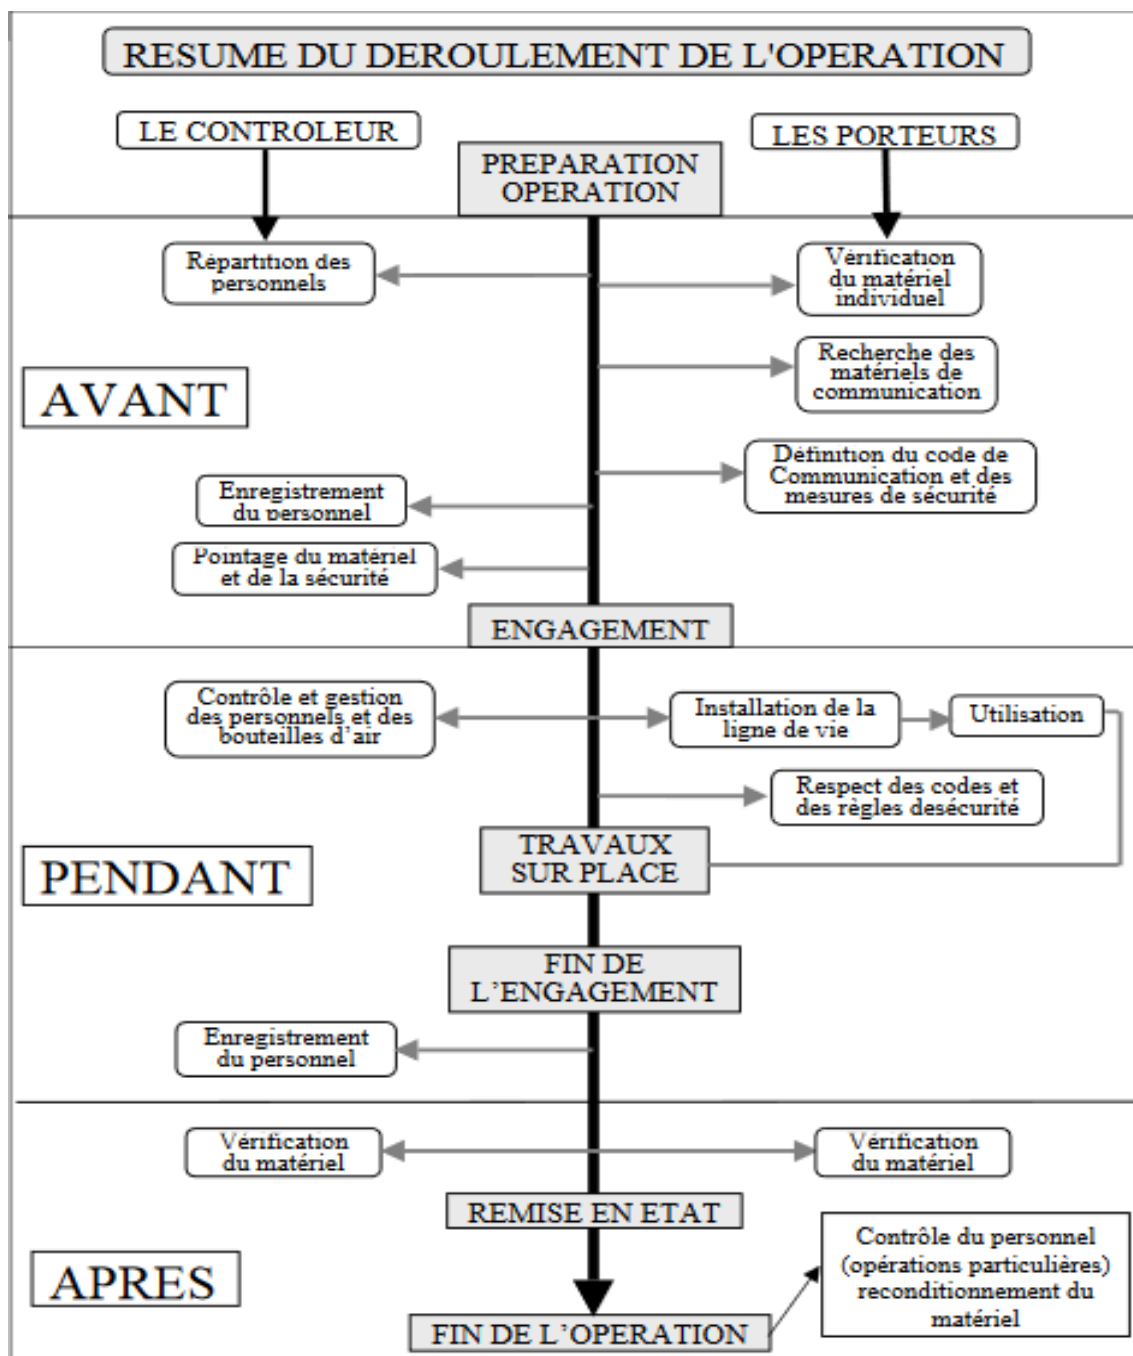 RESUME DU DEROULEMENT DE L'OPERATION
LE CONTROLEUR
LES PORTEURS
PREPARATION
OPERATION
Répartition des
personnels
Vérification
du matériel
individuel
Recherche des
matériels de
communication
AVANT
Définition du code de
Communication et des
mesures de sécurité
Enregistrement
du personnel
Pointage du matériel
et de la sécurité
ENGAGEMENT
Contrôle et gestion
des personnels et des
bouteilles d’air
Installation de la
ligne de vie
Utilisation
Respect des codes et
des règles desécurité
TRAVAUX
SUR PLACE
PENDANT
FIN DE
L’ENGAGEMENT
Enregistrement
du personnel
Vérification
du matériel
Vérification
du matériel
REMISE EN ETAT
Contrôle du personnel
(opérations particulières)
reconditionnement du
matériel
APRES
FIN DE L’OPERATION